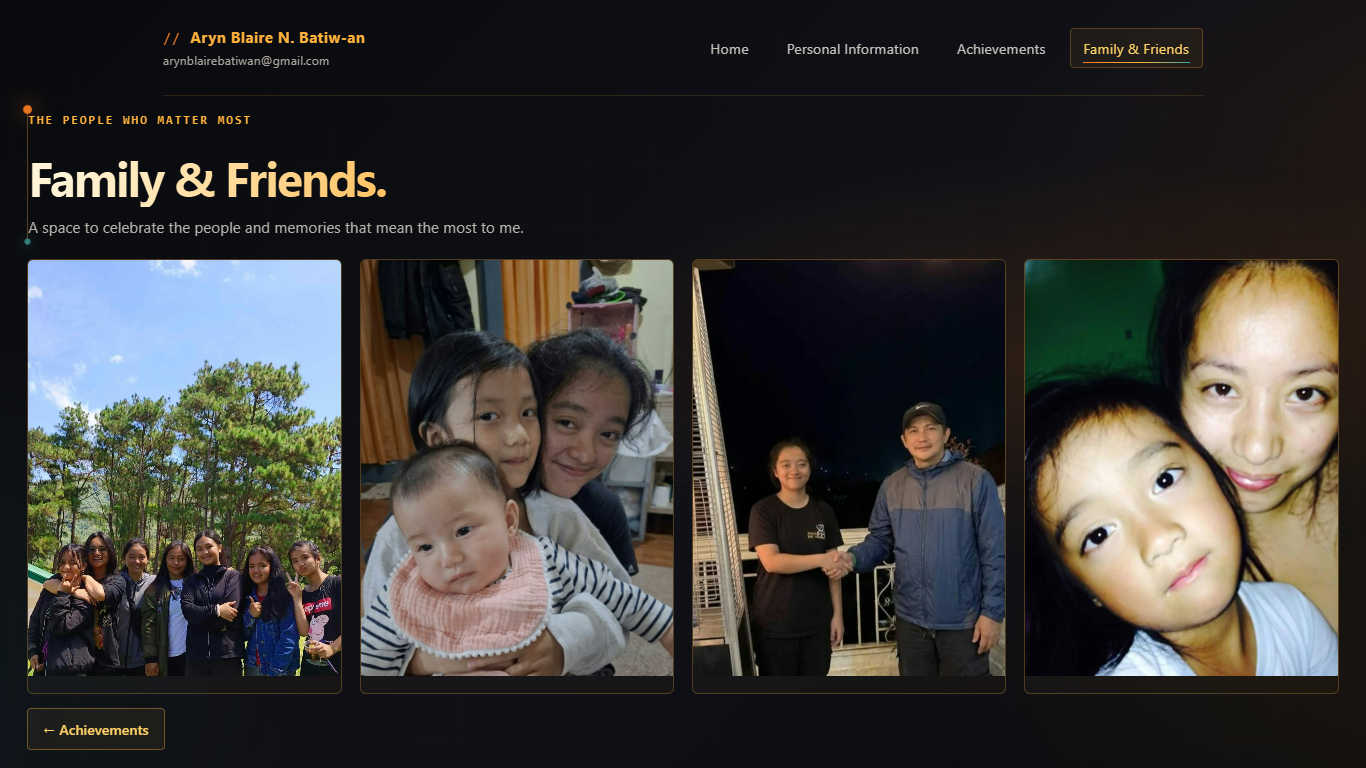 // Aryn Blaire N. Batiw-an
arynblairebatiwan@gmail.com
Home
Personal Information
Achievements
Family & Friends
THE PEOPLE WHO MATTER MOST
Family & Friends.
A space to celebrate the people and memories that mean the most to me.
← Achievements